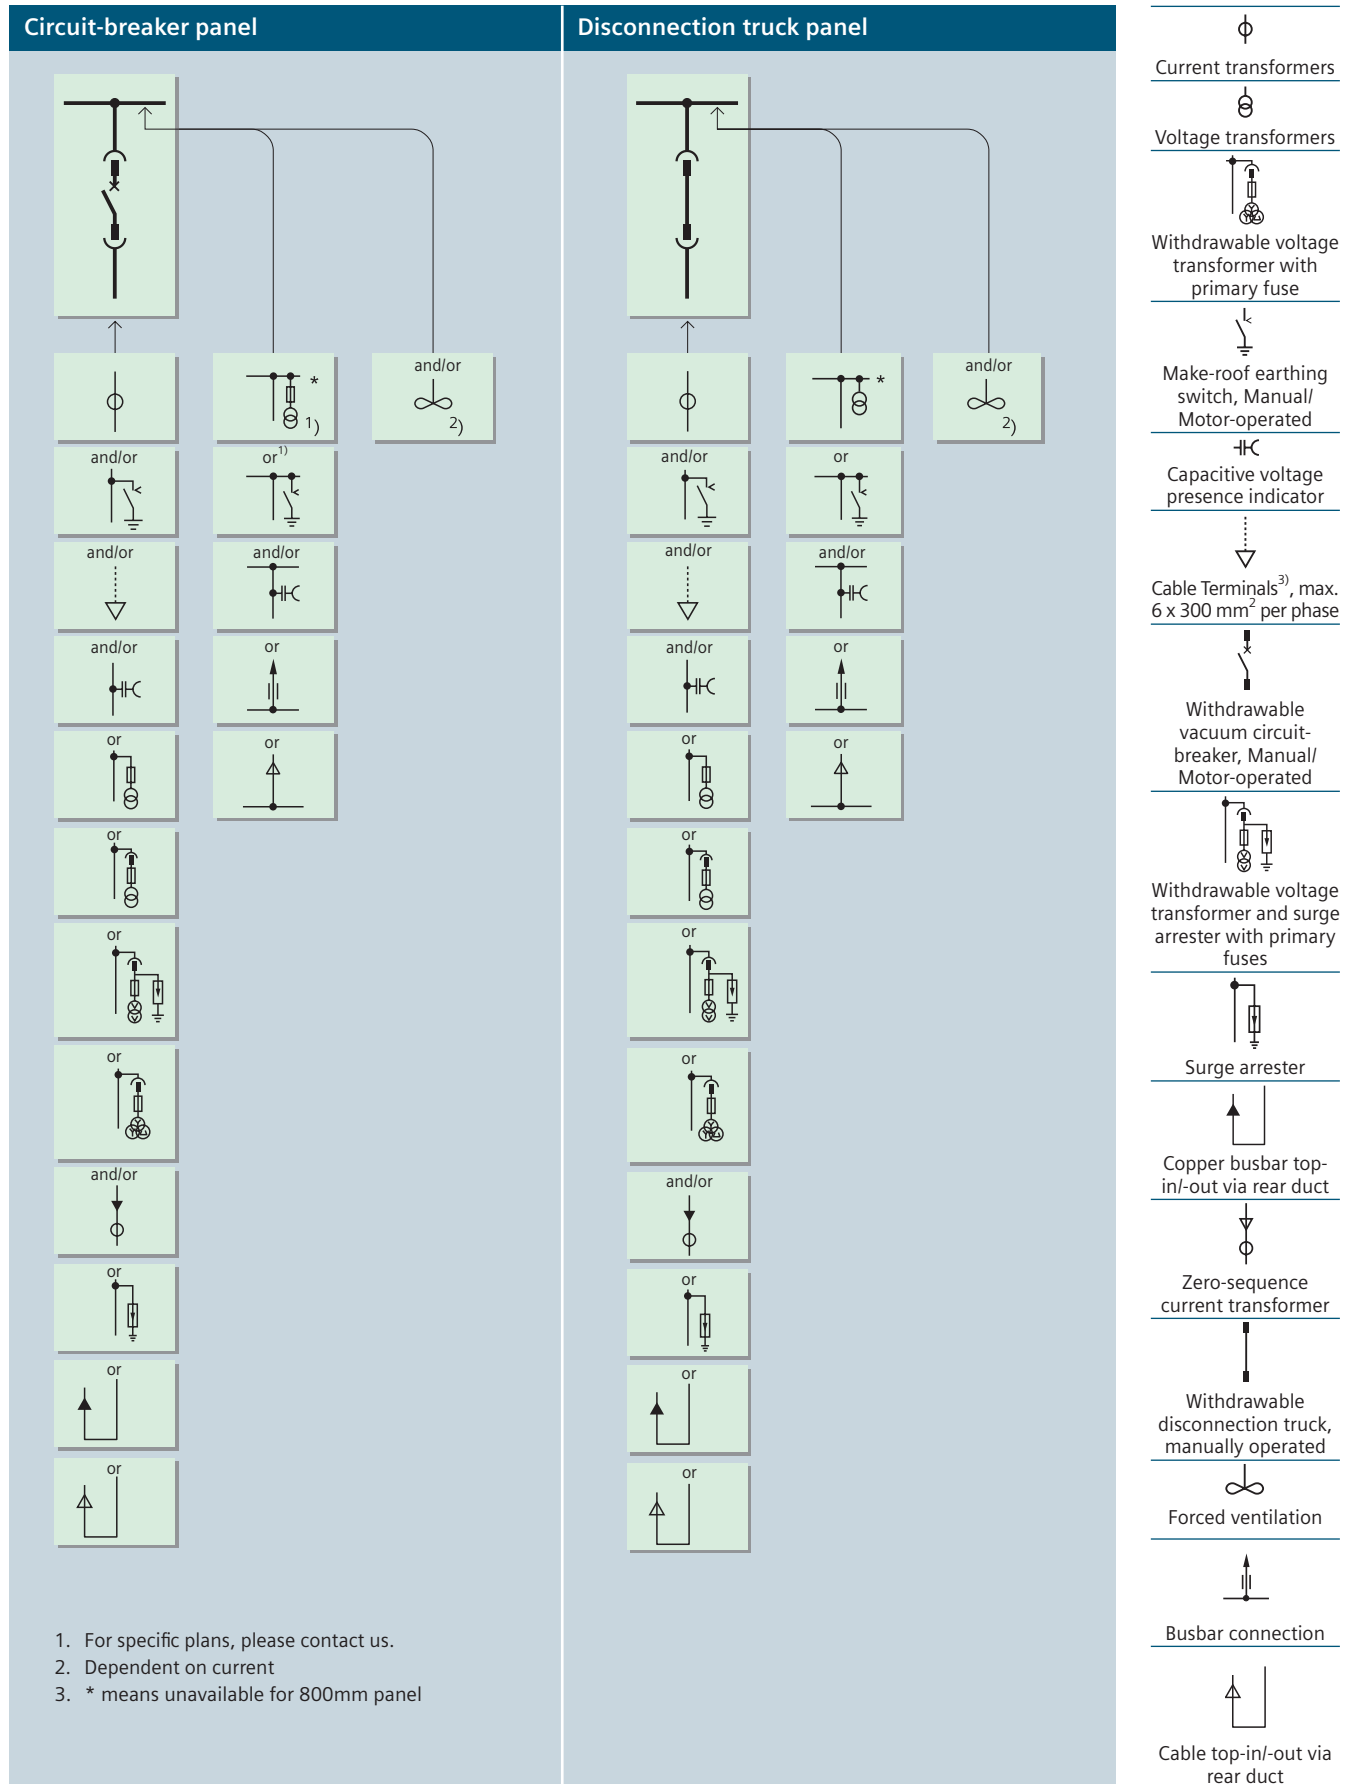 Circuit-breaker panel
and/or
*
1)
2)
and/or
or1)
and/or
and/or
and/or
or
or
or
or
or
or
and/or
or
or
or
1. For specific plans, please contact us.
2. Dependent on current
3. * means unavailable for 800mm panel
Disconnection truck panel
and/or
*
2)
and/or
or
and/or
and/or
and/or
or
or
or
or
or
or
and/or
or
or
or
Current transformers
Voltage transformers
Withdrawable voltage
transformer with
primary fuse
Make-roof earthing
switch, Manual/
Motor-operated
Capacitive voltage
presence indicator
Cable Terminals3), max.
6 x 300 mm2 per phase
Withdrawable
vacuum circuit-
breaker, Manual/
Motor-operated
Withdrawable voltage
transformer and surge
arrester with primary
fuses
Surge arrester
Copper busbar top-
in/-out via rear duct
Zero-sequence
current transformer
Withdrawable
disconnection truck,
manually operated
Forced ventilation
Busbar connection
Cable top-in/-out via
rear duct